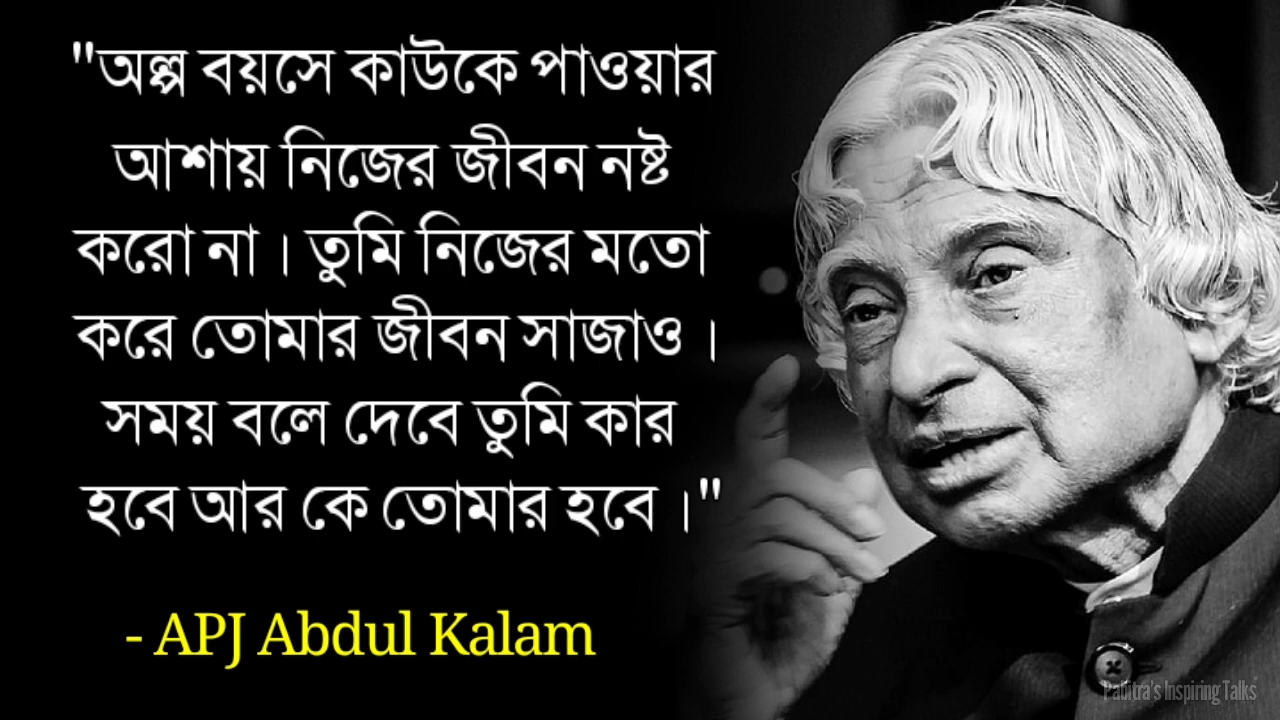 "অল্প বয়সে কাউকে পাওয়ার
আশায় নিজের জীবন নষ্ট
করো না । তুমি নিজের মতো
করে তোমার জীবন সাজাও ।
সময় বলে দেবে তুমি কার
হবে আর কে তোমার হবে ।"
- APJ Abdul Kalam
Pabitra's Inspiring Talks